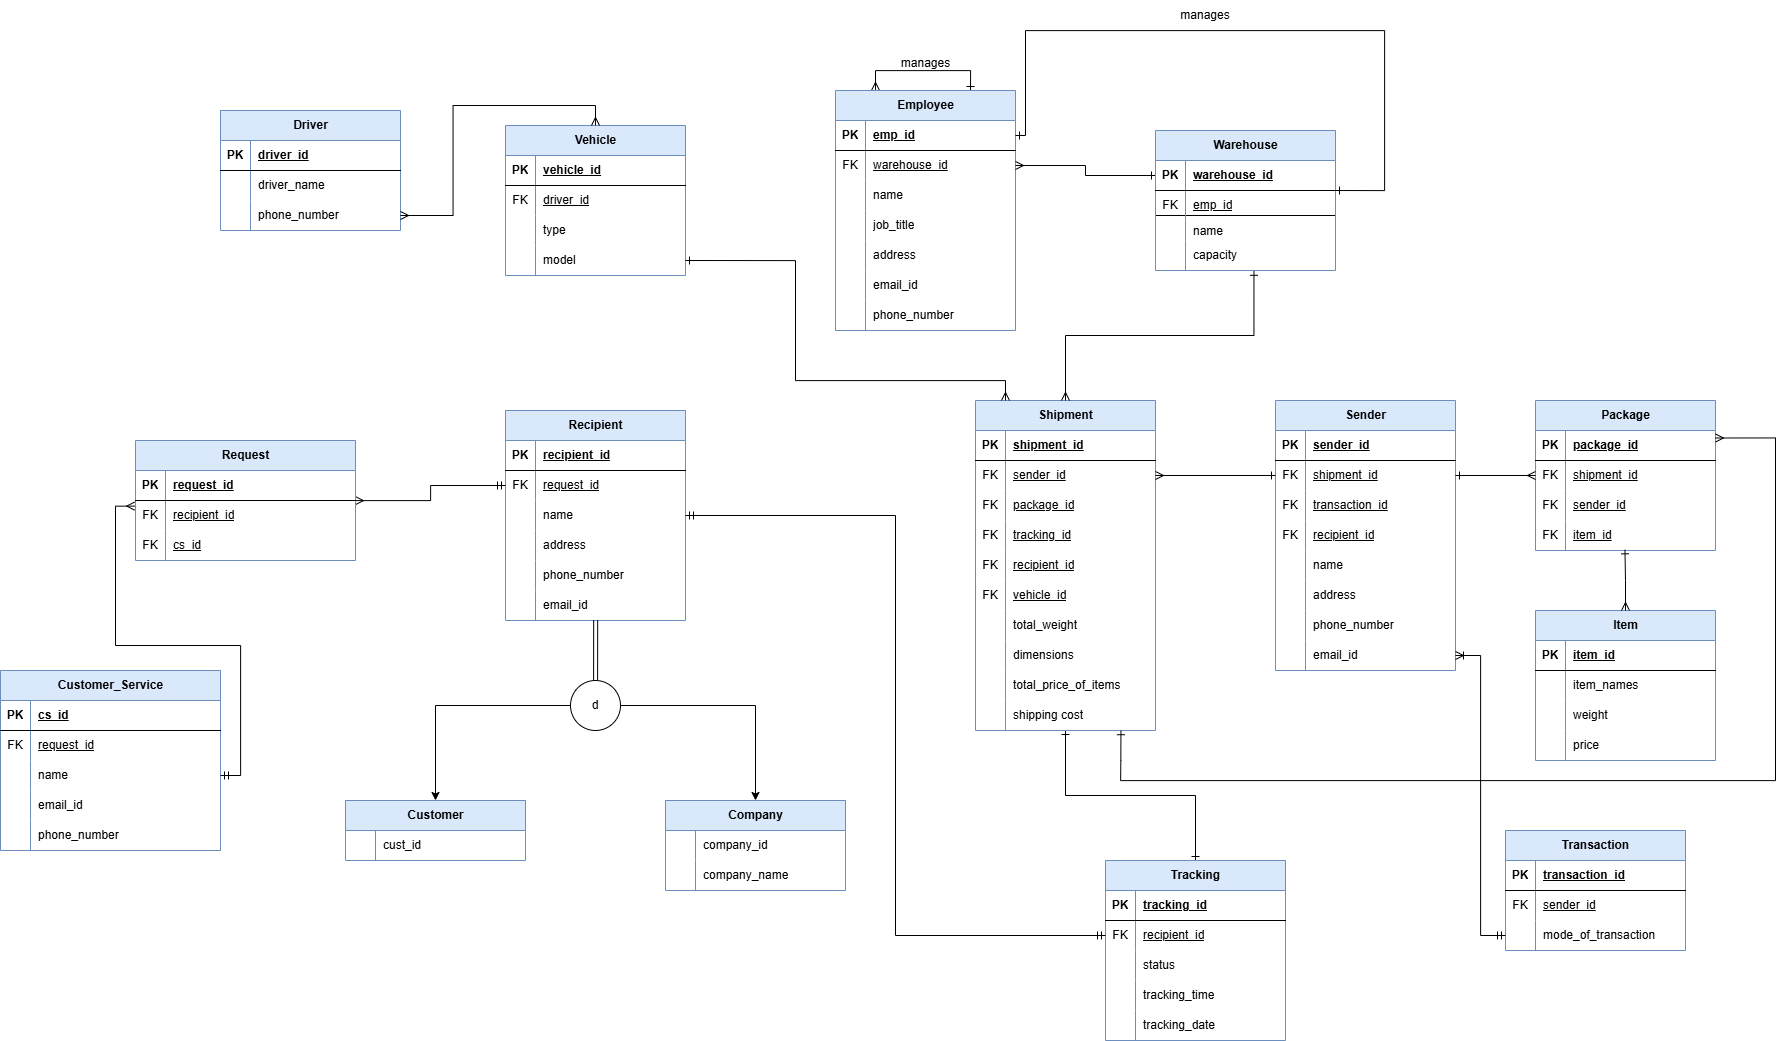 manages
manages
Driver
PK driver_id
driver_name
phone_number
Vehicle
PK vehicle_id
FK driver_id
type
model
Employee
PK emp_id
FK warehouse_id
name
job_title
address
email_id
phone_number
Warehouse
PK warehouse_id
FK emp_id
name
capacity
Request
PK request_id
FK recipient_id
FK cs_id
Recipient
PK recipient_id
FK request_id
name
address
phone_number
email_id
Shipment
PK shipment_id
FK sender_id
FK package_id
FK tracking_id
FK recipient_id
FK vehicle_id
total_weight
dimensions
total_price_of_items
shipping cost
Sender
PK sender_id
FK shipment_id
FK transaction_id
FK recipient_id
name
address
phone_number
email_id
Package
PK package_id
FK shipment_id
FK sender_id
FK item_id
Item
PK item_id
item_names
weight
price
Customer_Service
PK cs_id
FK request_id
name
email_id
phone_number
d
Customer
cust_id
Company
company_id
company_name
Tracking
PK tracking_id
FK recipient_id
status
tracking_time
tracking_date
Transaction
PK transaction_id
FK sender_id
mode_of_transaction